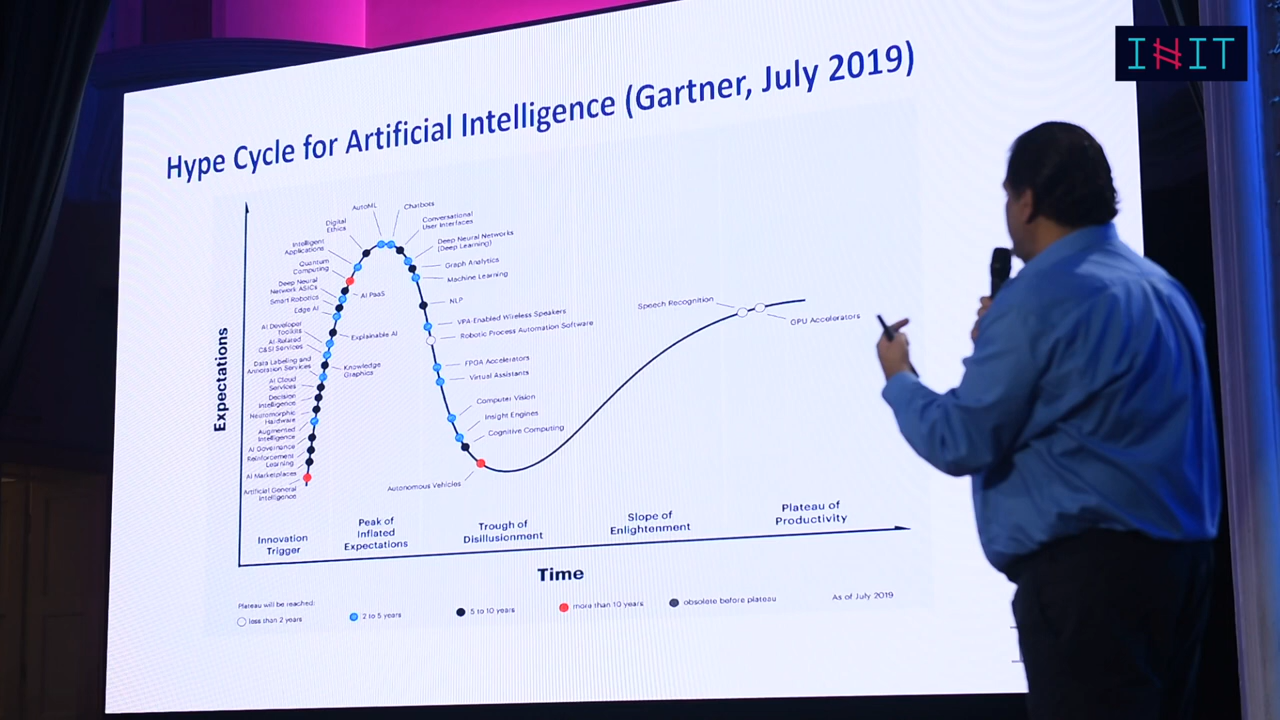 INIT
Hype Cycle for Artificial Intelligence (Gartner, July 2019)
Expectations
AutoML
Chatbots
Digital
Ethics
Conversational
User Interfaces
Intelligent
Applications
Deep Neural Networks
(Deep Learning)
Quantum
Computing
Graph Analytics
Deep Neural
Network ASICs
Machine Learning
Smart Robotics
AI PaaS
NLP
Edge AI
VPA-Enabled Wireless Speakers
AI Developer
Toolkits
Explainable AI
Robotic Process Automation Software
AI-Related
C&SI Services
Data Labeling and
Annotation Services
Knowledge
Graphics
FPGA Accelerators
AI Cloud
Services
Virtual Assistants
Decision
Intelligence
Neuromorphic
Hardware
Computer Vision
Augmented
Intelligence
Insight Engines
AI Governance
Cognitive Computing
Reinforcement
Learning
AI Marketplaces
Artificial General
Intelligence
Autonomous Vehicles
Speech Recognition
GPU Accelerators
Innovation
Trigger
Peak of
Inflated
Expectations
Trough of
Disillusionment
Slope of
Enlightenment
Plateau of
Productivity
Time
Plateau will be reached:
less than 2 years
2 to 5 years
5 to 10 years
more than 10 years
obsolete before plateau
As of July 2019